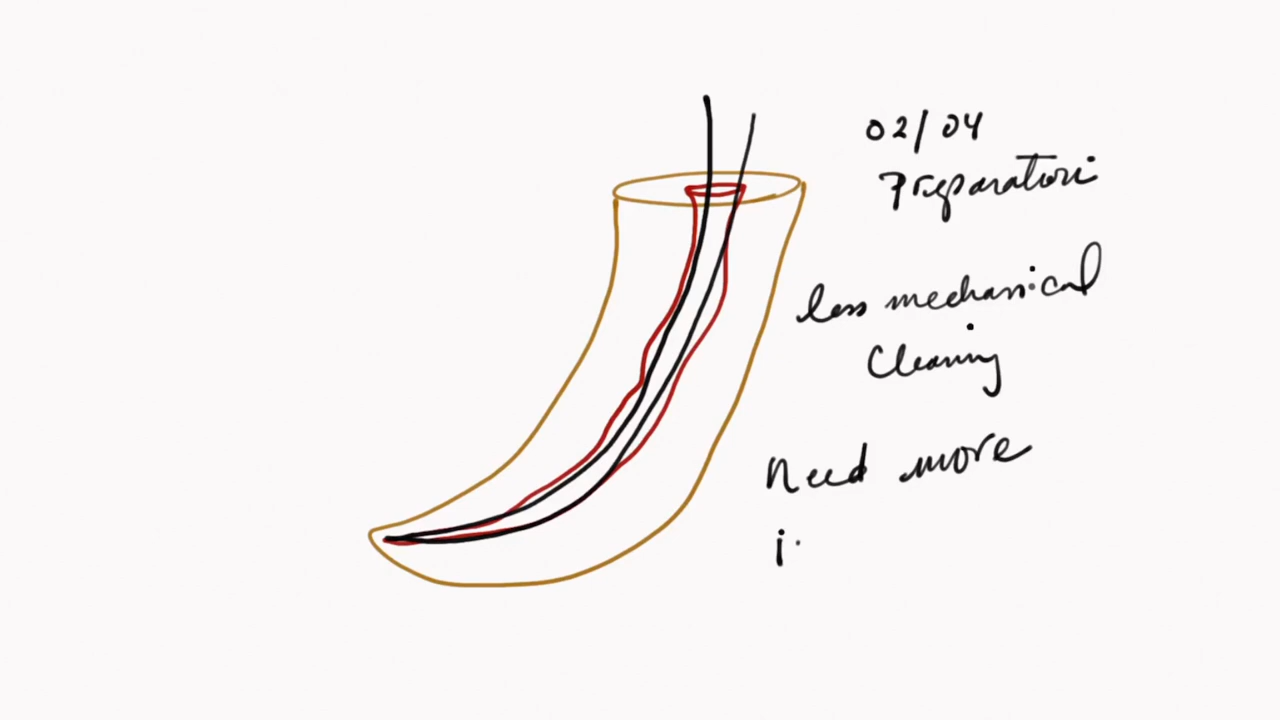 02/04
Preparation
less mechanical
Cleaning
Need more
i